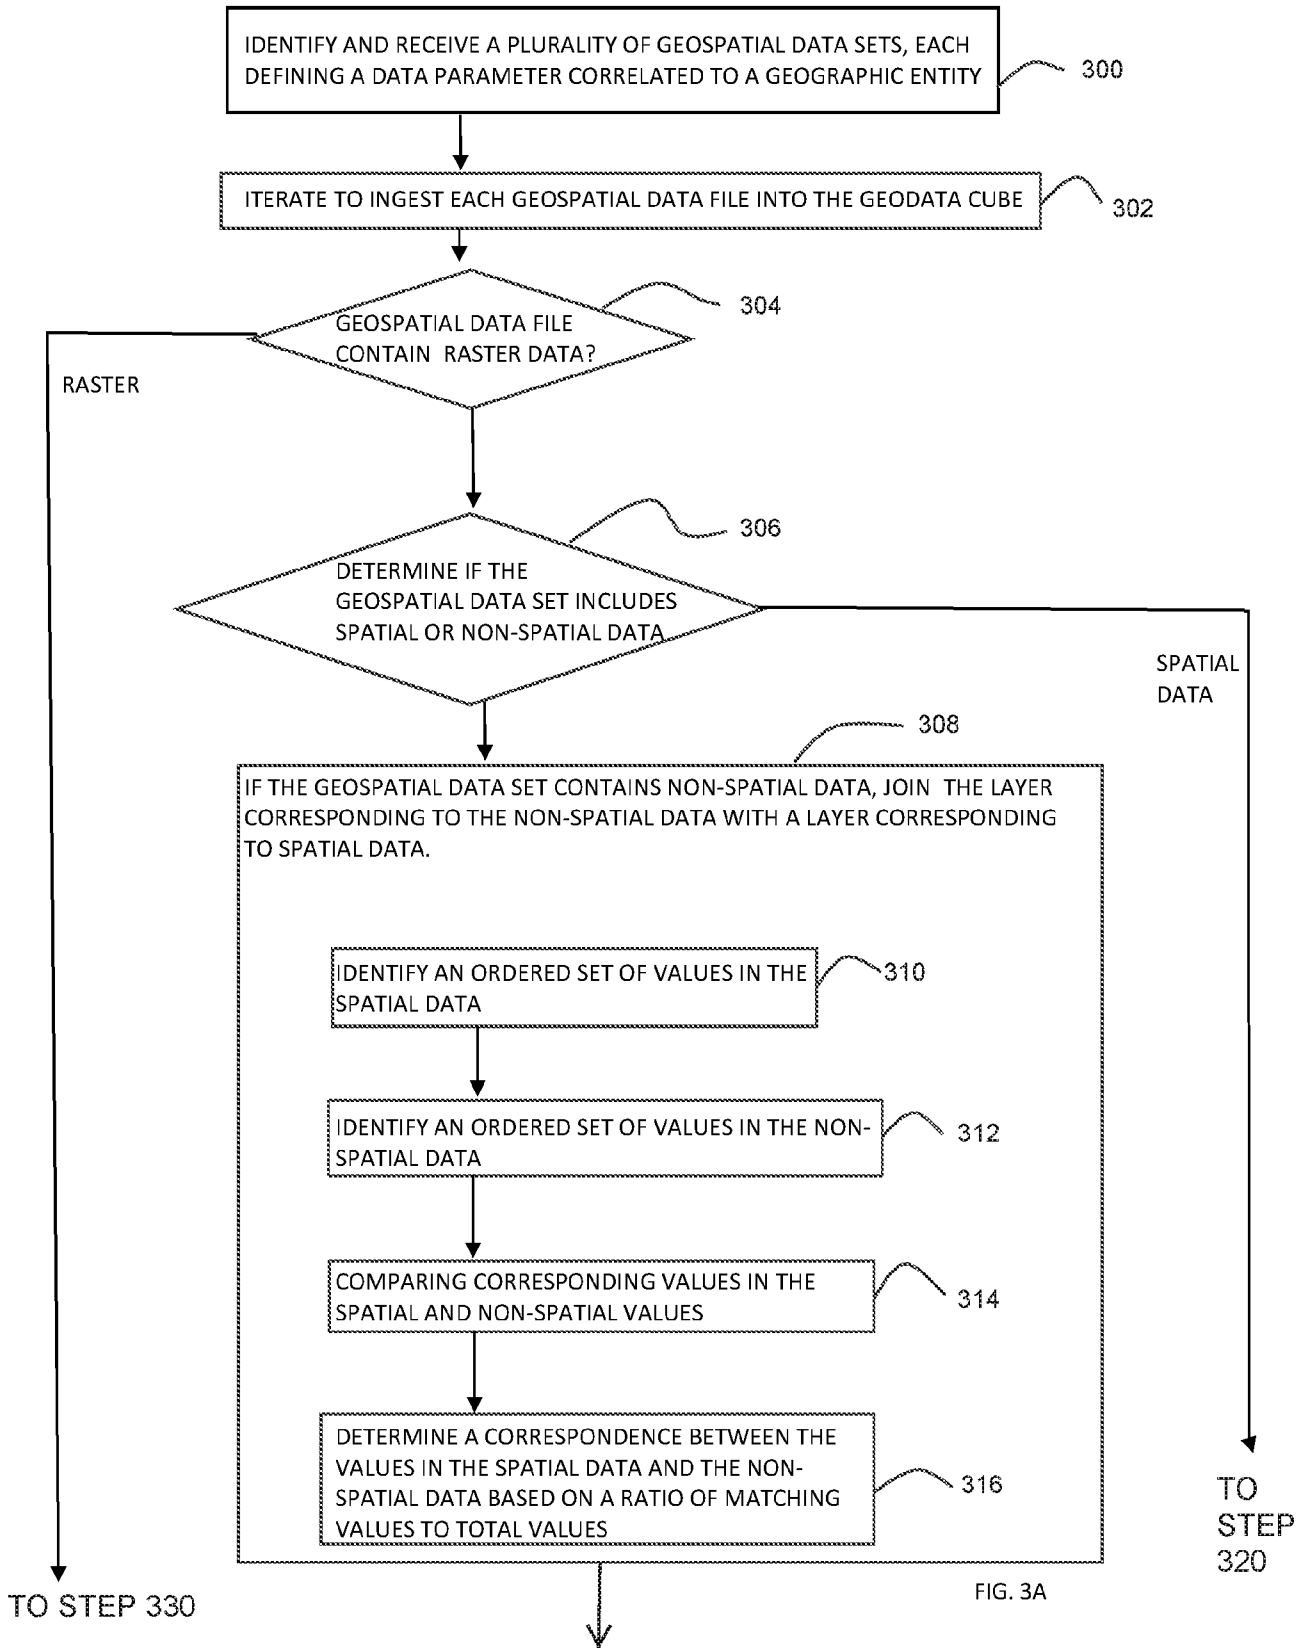 IDENTIFY AND RECEIVE A PLURALITY OF GEOSPATIAL DATA SETS, EACH
DEFINING A DATA PARAMETER CORRELATED TO A GEOGRAPHIC ENTITY
300
ITERATE TO INGEST EACH GEOSPATIAL DATA FILE INTO THE GEODATA CUBE
302
304
GEOSPATIAL DATA FILE
CONTAIN RASTER DATA?
RASTER
306
DETERMINE IF THE
GEOSPATIAL DATA SET INCLUDES
SPATIAL OR NON-SPATIAL DATA
SPATIAL
DATA
308
IF THE GEOSPATIAL DATA SET CONTAINS NON-SPATIAL DATA, JOIN THE LAYER
CORRESPONDING TO THE NON-SPATIAL DATA WITH A LAYER CORRESPONDING
TO SPATIAL DATA.
IDENTIFY AN ORDERED SET OF VALUES IN THE
SPATIAL DATA
310
IDENTIFY AN ORDERED SET OF VALUES IN THE NON-
SPATIAL DATA
312
COMPARING CORRESPONDING VALUES IN THE
SPATIAL AND NON-SPATIAL VALUES
314
DETERMINE A CORRESPONDENCE BETWEEN THE
VALUES IN THE SPATIAL DATA AND THE NON-
SPATIAL DATA BASED ON A RATIO OF MATCHING
VALUES TO TOTAL VALUES
316
TO
STEP
320
TO STEP 330
FIG. 3A